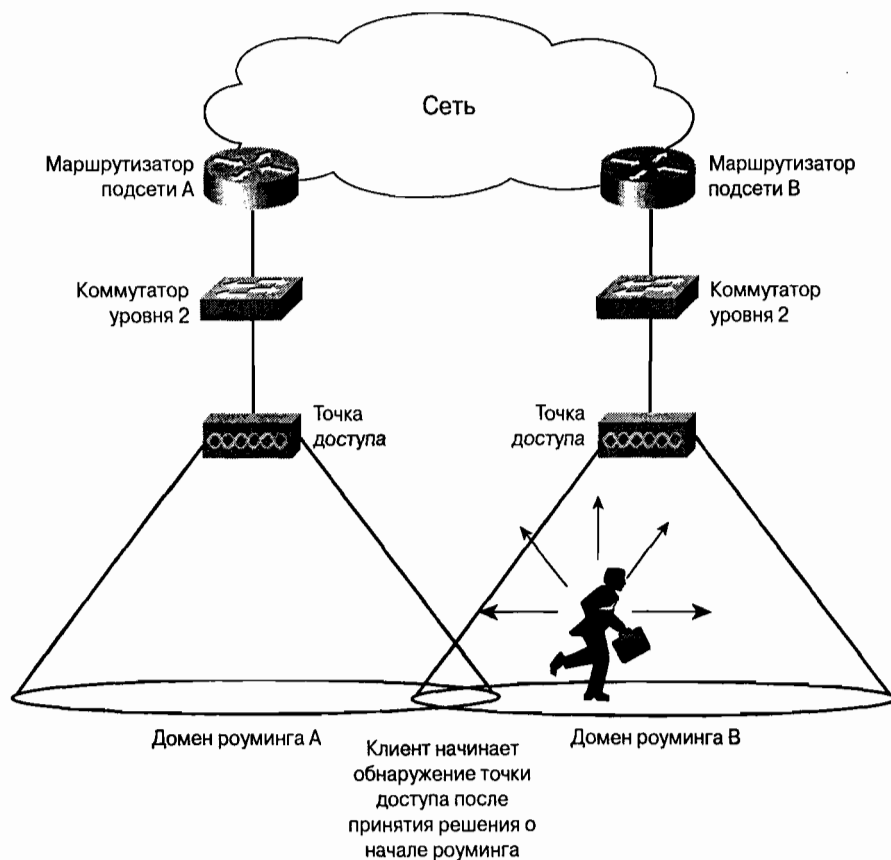 Сеть
Маршрутизатор
подсети А
Маршрутизатор
подсети В
Коммутатор
уровня 2
Коммутатор
уровня 2
Точка
доступа
Точка
доступа
Домен роуминга А
Клиент начинает
обнаружение точки
доступа после
принятия решения о
начале роуминга
Домен роуминга В